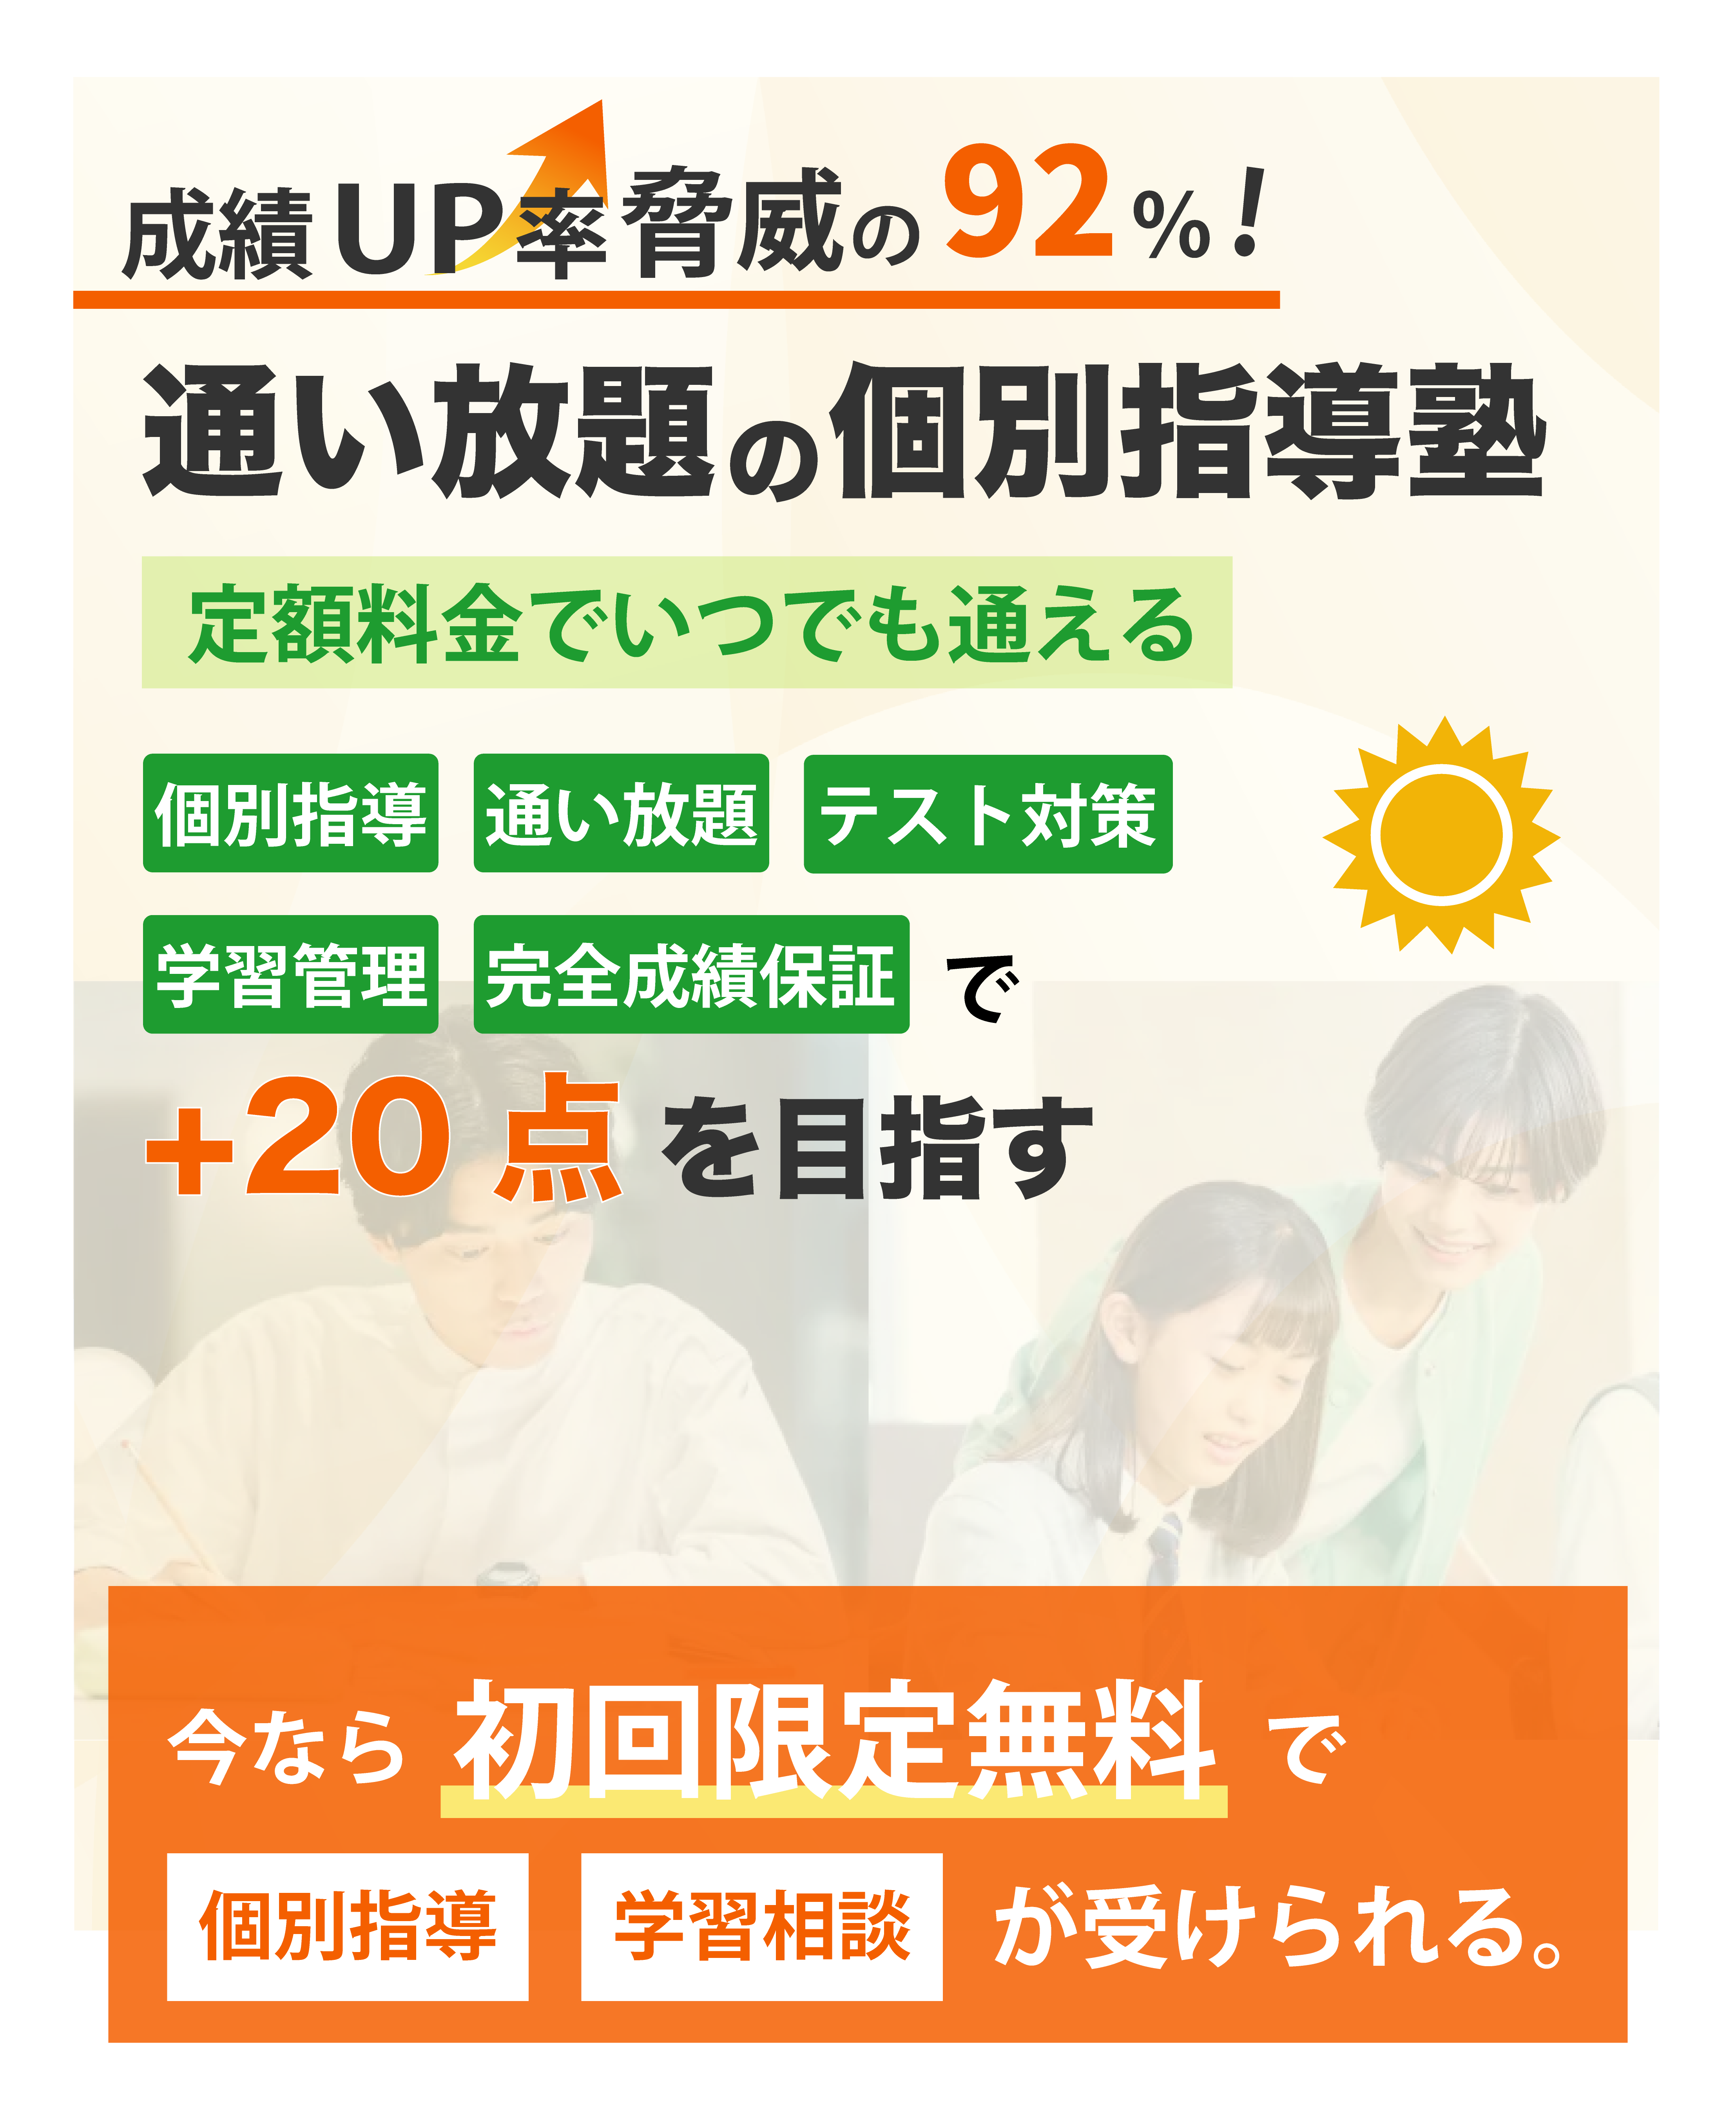 成績UP率脅威の92%!
通い放題の個別指導塾
定額料金でいつでも通える
個別指導 通い放題 テスト対策
学習管理 完全成績保証 で
+20点を目指す
今なら 初回限定無料 で
個別指導 学習相談 が受けられる。